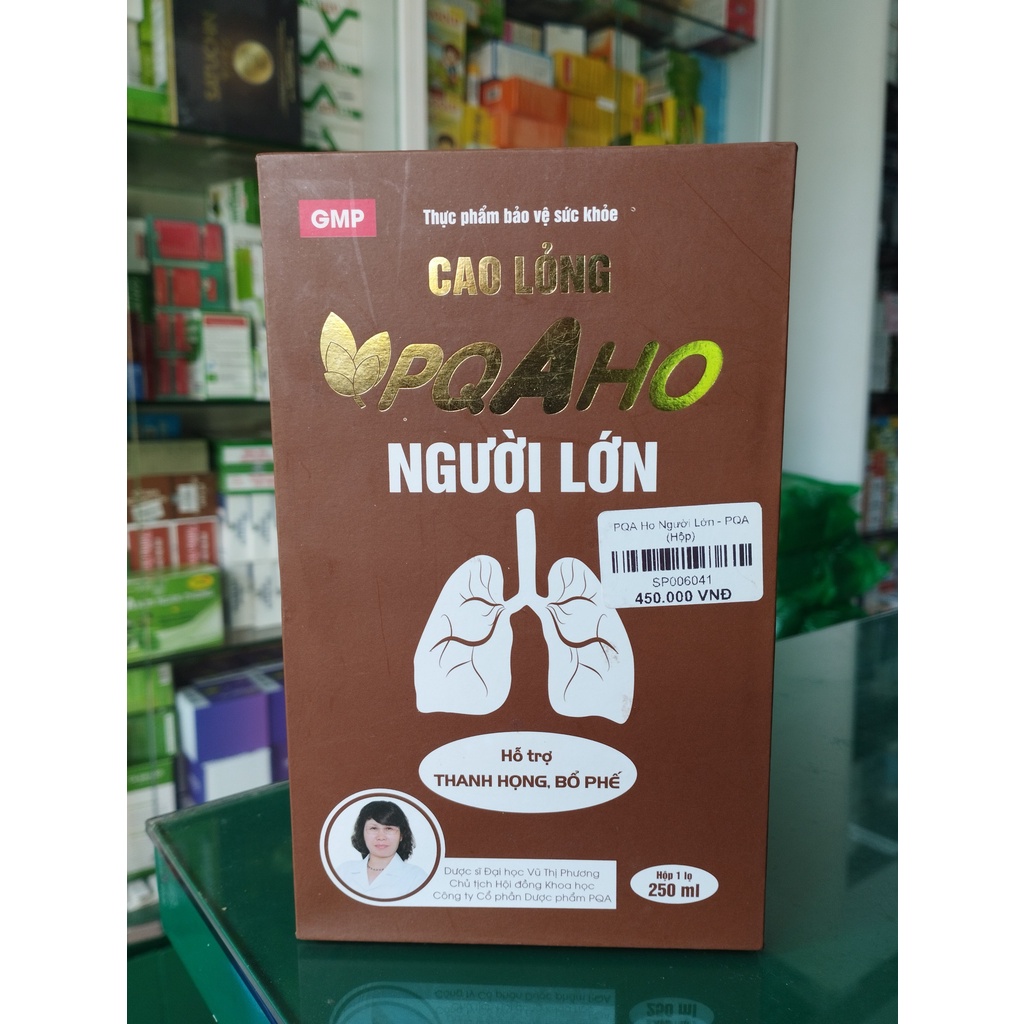 GMP
Thực phẩm bảo vệ sức khỏe
CAO LỎNG
PQA HO
NGƯỜI LỚN
PQA Ho Người Lớn - PQA
(Hộp)
SP006041
450.000 VNĐ
Hỗ trợ
THANH HỌNG, BỔ PHẾ
Dược sĩ Đại học Vũ Thị Phương
Chủ tịch Hội đồng Khoa học
Công ty Cổ phần Dược phẩm PQA
Hộp 1 lọ
250 ml